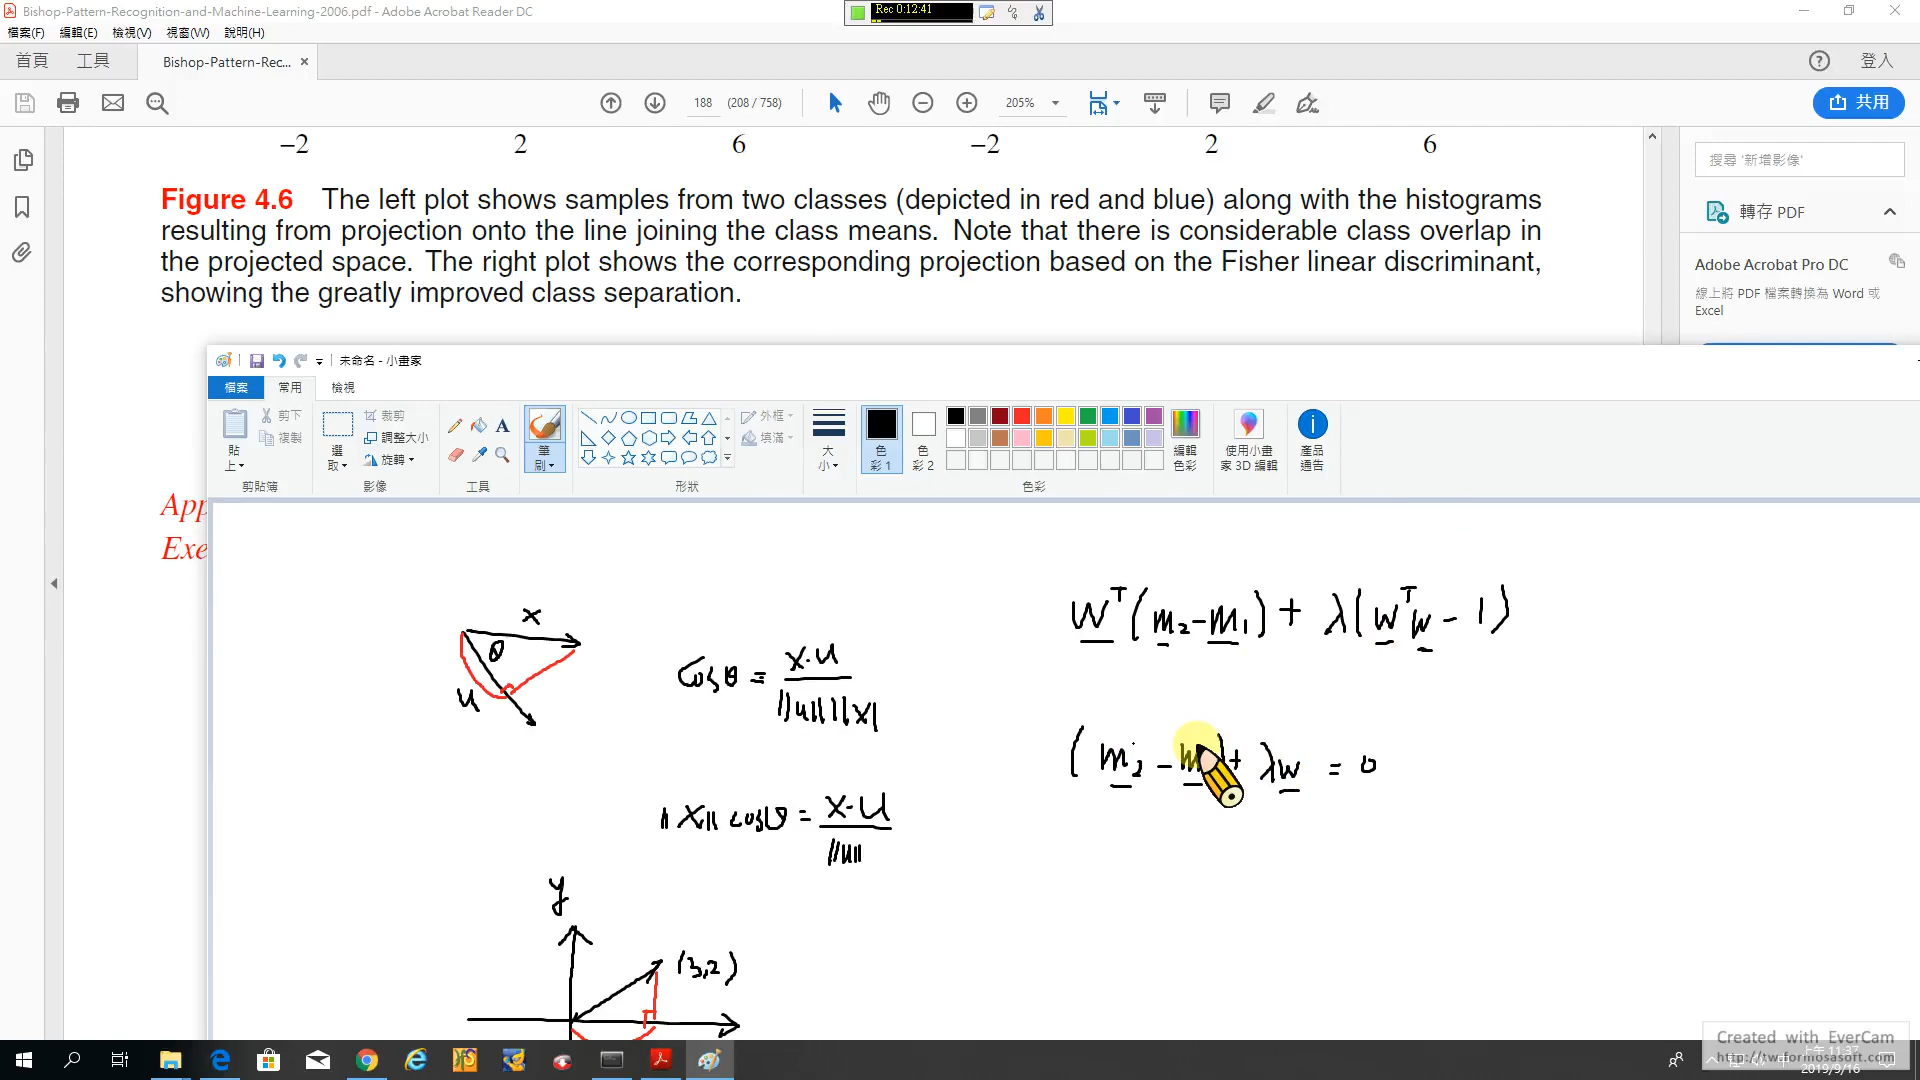 Bishop-Pattern-Recognition-and-Machine-Learning-2006.pdf - Adobe Acrobat Reader DC
Rec 0:12:41
檔案(F) 編輯(E) 檢視(V) 視窗(W) 說明(H)
首頁 工具 Bishop-Pattern-Rec... × 登入
188 (208 / 758) 205% 共用
−2 2 6 −2 2 6
搜尋 '新增影像'
Figure 4.6 The left plot shows samples from two classes (depicted in red and blue) along with the histograms
resulting from projection onto the line joining the class means. Note that there is considerable class overlap in
the projected space. The right plot shows the corresponding projection based on the Fisher linear discriminant,
showing the greatly improved class separation.
轉存 PDF
Adobe Acrobat Pro DC
線上將 PDF 檔案轉換為 Word 或
Excel
未命名 - 小畫家
檔案 常用 檢視
貼上 剪下 複製
選取 裁剪 調整大小 旋轉
A
筆刷
外框 填滿
大小
色彩 1 色彩 2
編輯色彩
使用小畫家 3D 編輯
產品通告
剪貼簿 影像 工具 形狀 色彩
App
Exe
x
θ
u
cosθ = x·u / ||u|| ||x||
||x|| cosθ = x·u / ||u||
y
(3,2)
w^T(m₂-m₁) + λ(w^T w - 1)
(m₂ - m) + λw = 0
Created with EverCam
http://tw.formosasoft.com
上午 11:37
2019/9/16